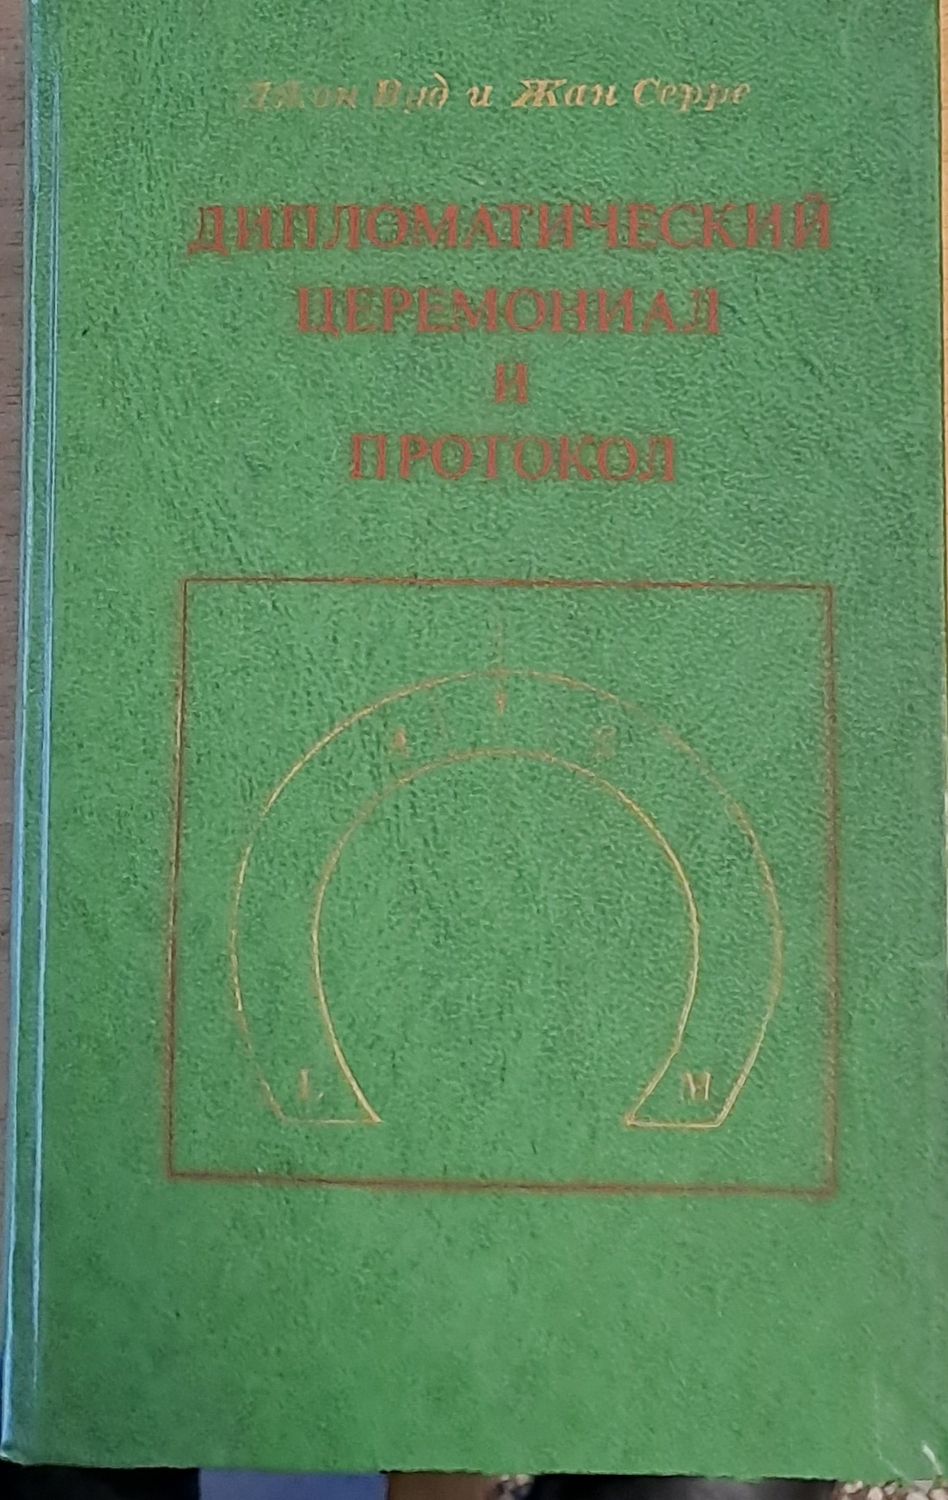 Джон Вуд и Жан Серре
ДИПЛОМАТИЧЕСКИЙ
ЦЕРЕМОНИАЛ
И
ПРОТОКОЛ
A
L M